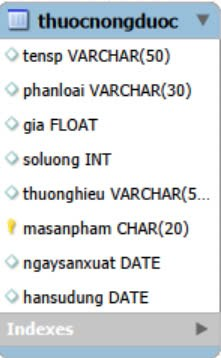 thuocnongduoc
tensp VARCHAR(50)
phanloai VARCHAR(30)
gia FLOAT
soluong INT
thuonghieu VARCHAR(5...
masanpham CHAR(20)
ngaysanxuat DATE
hansudung DATE
Indexes